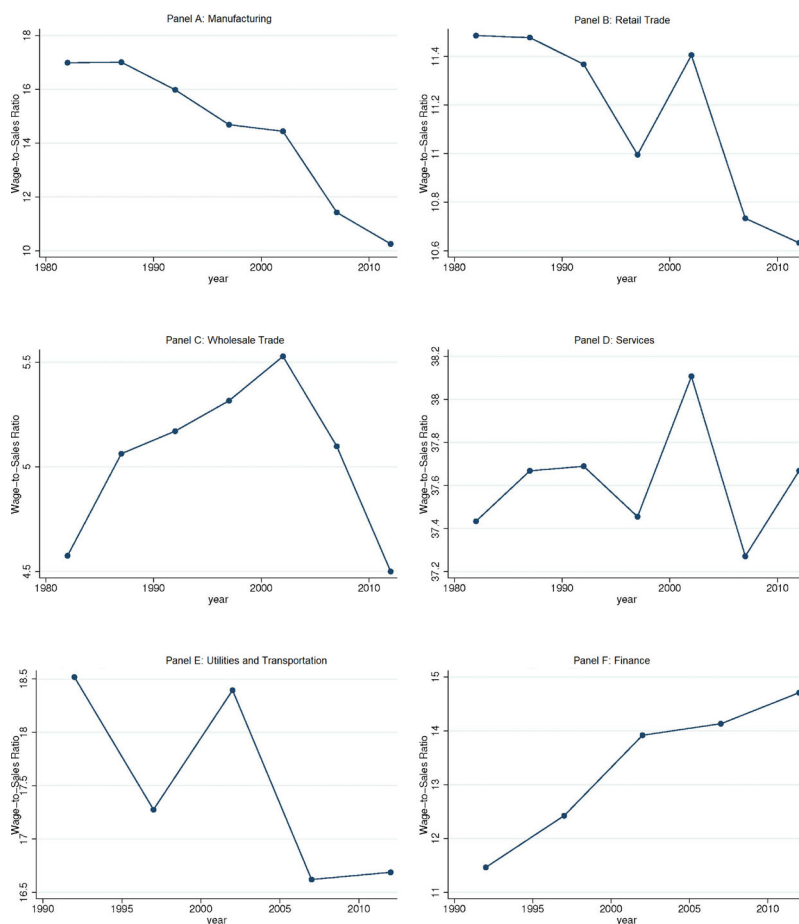 Panel A: Manufacturing
Wage-to-Sales Ratio
18
16
14
12
10
1980 1990 2000 2010
year
Panel B: Retail Trade
Wage-to-Sales Ratio
11.4
11.2
11
10.8
10.6
1980 1990 2000 2010
year
Panel C: Wholesale Trade
Wage-to-Sales Ratio
5.5
5
4.5
1980 1990 2000 2010
year
Panel D: Services
Wage-to-Sales Ratio
38.2
38
37.8
37.6
37.4
37.2
1980 1990 2000 2010
year
Panel E: Utilities and Transportation
Wage-to-Sales Ratio
18.5
18
17.5
17
16.5
1990 1995 2000 2005 2010
year
Panel F: Finance
Wage-to-Sales Ratio
15
14
13
12
11
1990 1995 2000 2005 2010
year